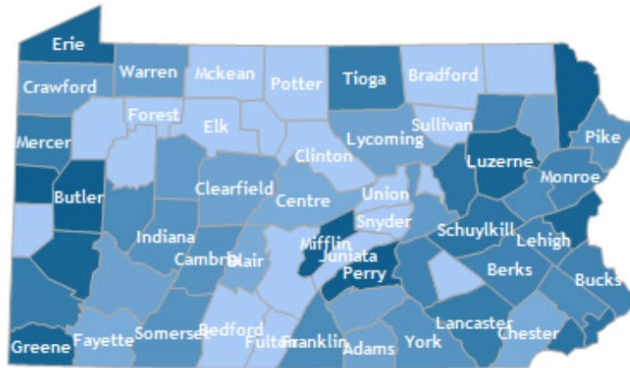 Erie
Warren
Mckean
Potter
Tioga
Bradford
Crawford
Forest
Elk
Lycoming
Sullivan
Mercer
Clinton
Luzerne
Pike
Monroe
Butler
Clearfield
Centre
Union
Snyder
Indiana
Mifflin
Schuylkill
Lehigh
Cambria
Blair
Juniata
Perry
Berks
Bucks
Greene
Fayette
Somerset
Bedford
Fulton
Franklin
Adams
York
Lancaster
Chester